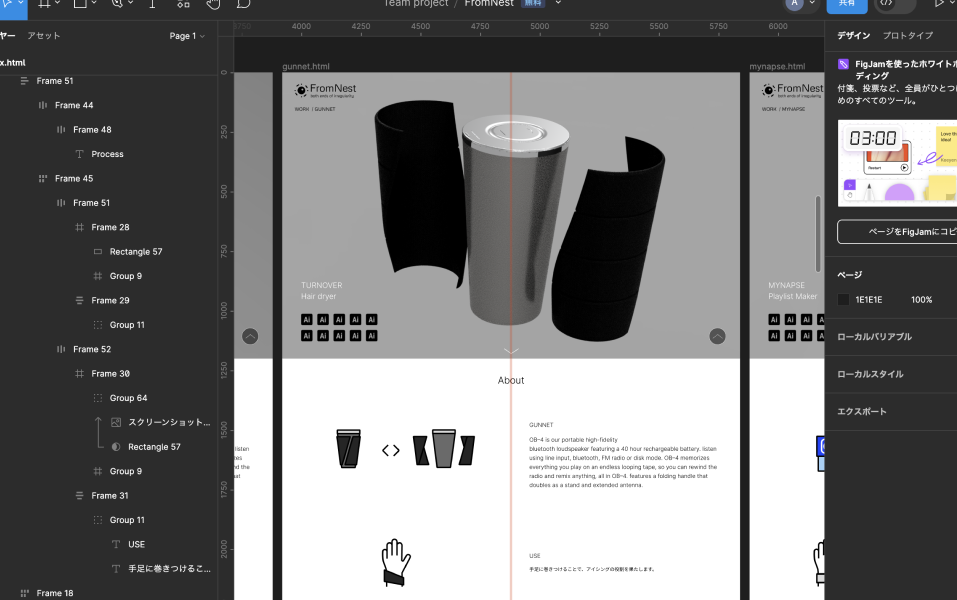 Team project / FromNest 無料
A
共有
ヤー アセット Page 1
x.html
Frame 51
Frame 44
Frame 48
Process
Frame 45
Frame 51
Frame 28
Rectangle 57
Group 9
Frame 29
Group 11
Frame 52
Frame 30
Group 64
スクリーンショット...
Rectangle 57
Group 9
Frame 31
Group 11
USE
手足に巻きつけるこ...
Frame 18
3750 4000 4250 4500 4750 5000 5250 5500 5750 6000
0
250
500
750
1000
1250
1500
1750
2000
gunnet.html
FromNest
WORK / GUNNET
TURNOVER
Hair dryer
Ai Ai Ai Ai Ai
Ai Ai Ai Ai Ai
About
GUNNET
OB-4 is our portable high-fidelity
bluetooth loudspeaker featuring a 40 hour rechargeable battery. listen
using line input, bluetooth, FM radio or disk mode. OB-4 memorizes
everything you play on an endless looping tape, so you can rewind the
radio and remix anything, all in OB-4. features a folding handle that
doubles as a stand and extended antenna.
USE
手足に巻きつけることで、アイシングの役割を果たします。
listen
zes
nd the
hat
mynapse.html
FromNest
WORK / MYNAPSE
MYNAPSE
Playlist Maker
Ai Ai Ai Ai
Ai Ai Ai Ai
デザイン プロトタイプ
FigJamを使ったホワイトボ
ディング
付箋、投票など、全員がひとつ
めのすべてのツール。
03:00
Love th
idea!
Restart
ページをFigJamにコピ
ページ
1E1E1E 100%
ローカルバリアブル
ローカルスタイル
エクスポート